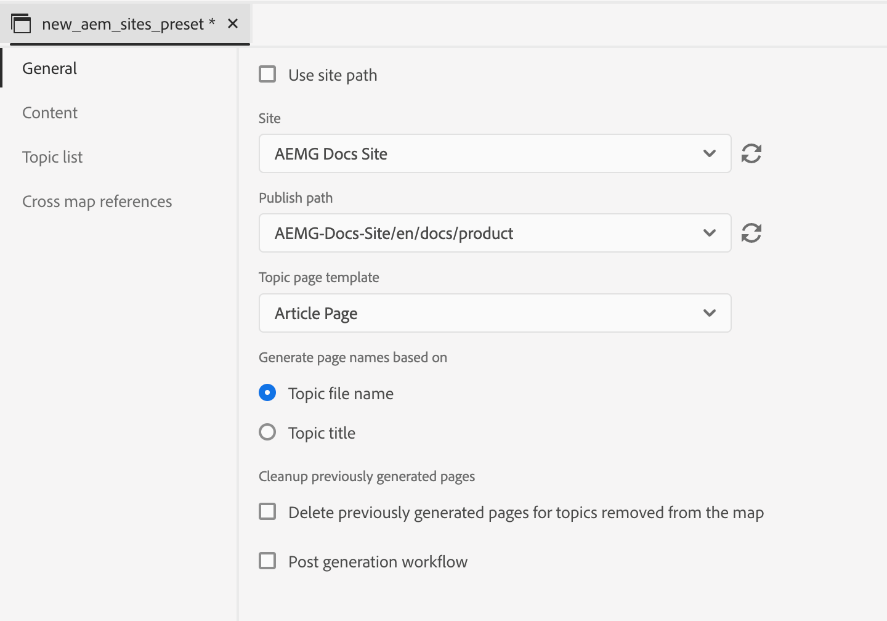 new_aem_sites_preset *
General
Content
Topic list
Cross map references
Use site path
Site
AEMG Docs Site
Publish path
AEMG-Docs-Site/en/docs/product
Topic page template
Article Page
Generate page names based on
Topic file name
Topic title
Cleanup previously generated pages
Delete previously generated pages for topics removed from the map
Post generation workflow